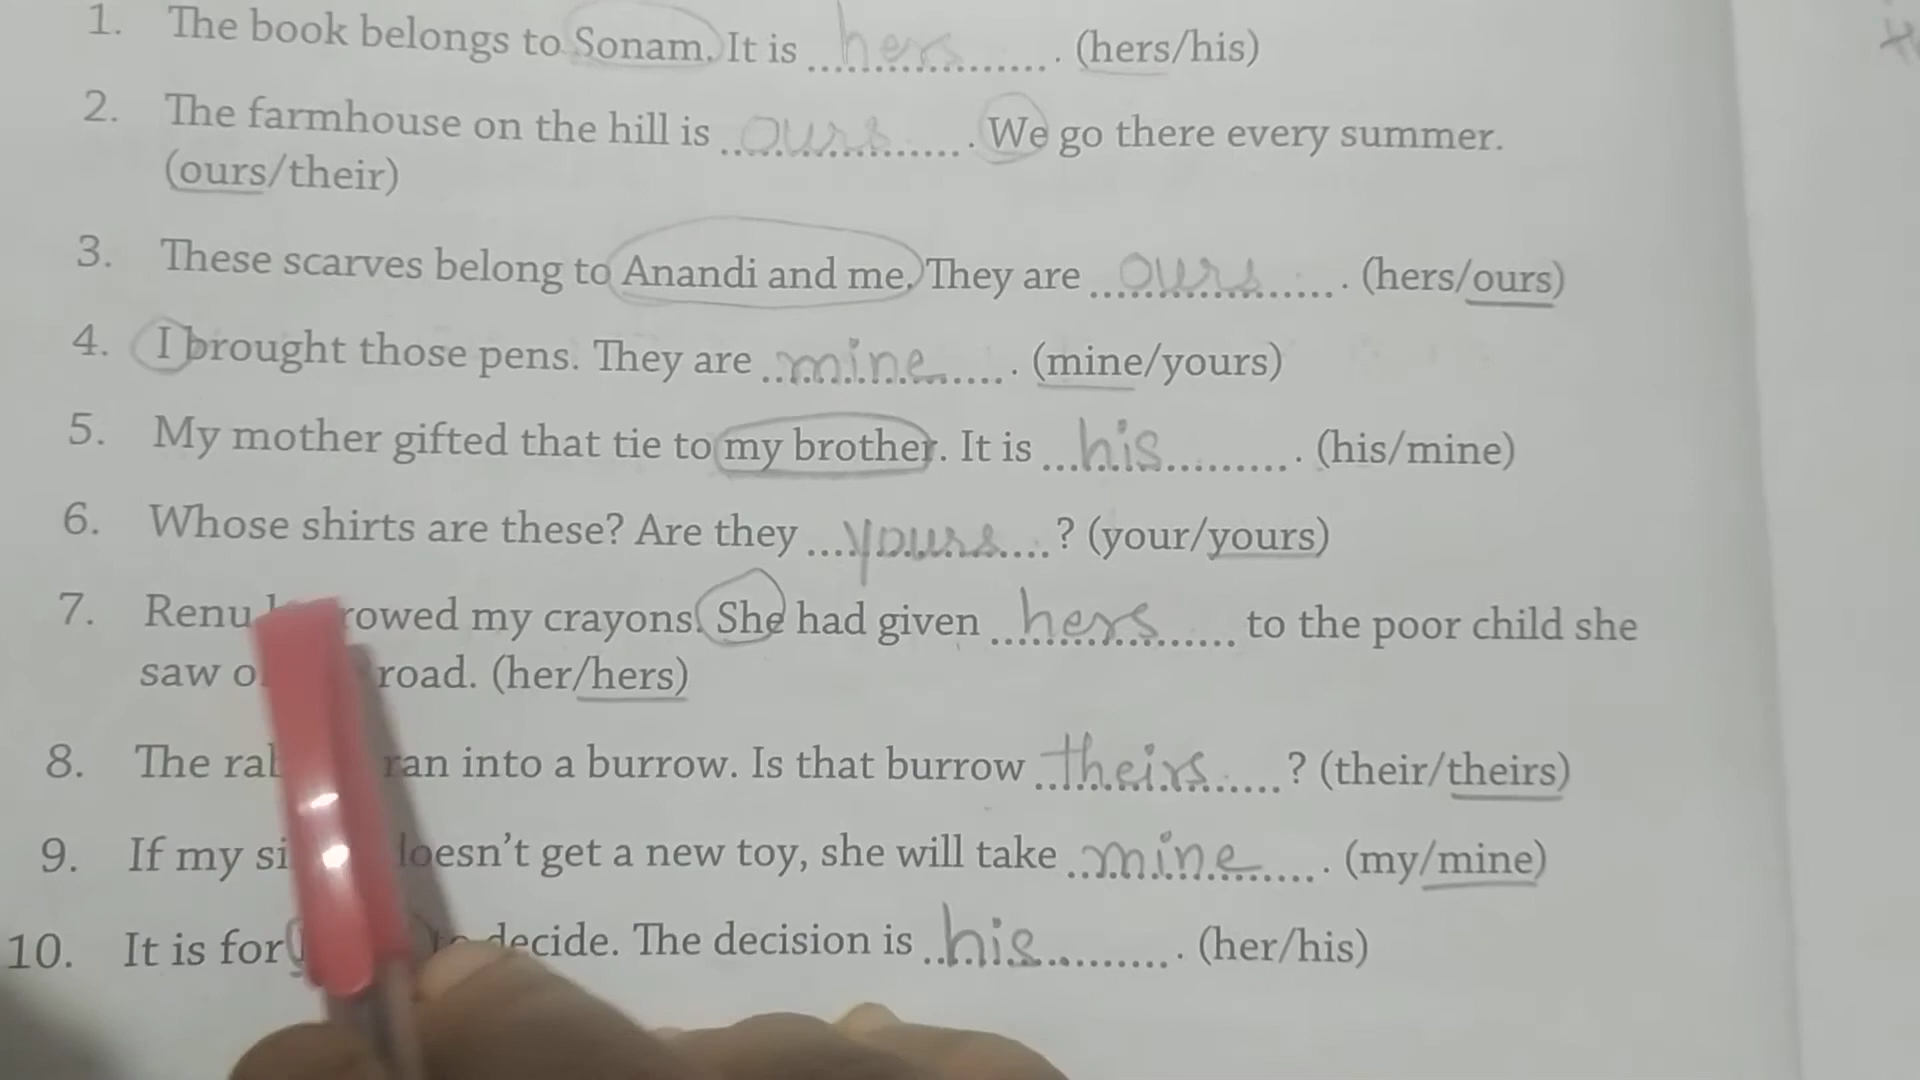 1. The book belongs to Sonam. It is hers. (hers/his)
2. The farmhouse on the hill is ours. We go there every summer.
(ours/their)
3. These scarves belong to Anandi and me. They are ours. (hers/ours)
4. I brought those pens. They are mine. (mine/yours)
5. My mother gifted that tie to my brother. It is his. (his/mine)
6. Whose shirts are these? Are they yours? (your/yours)
7. Renu my crayons. She had given hers to the poor child she
saw road. (her/hers)
8. The ran into a burrow. Is that burrow theirs? (their/theirs)
9. If my doesn't get a new toy, she will take mine. (my/mine)
10. It is for to decide. The decision is his. (her/his)